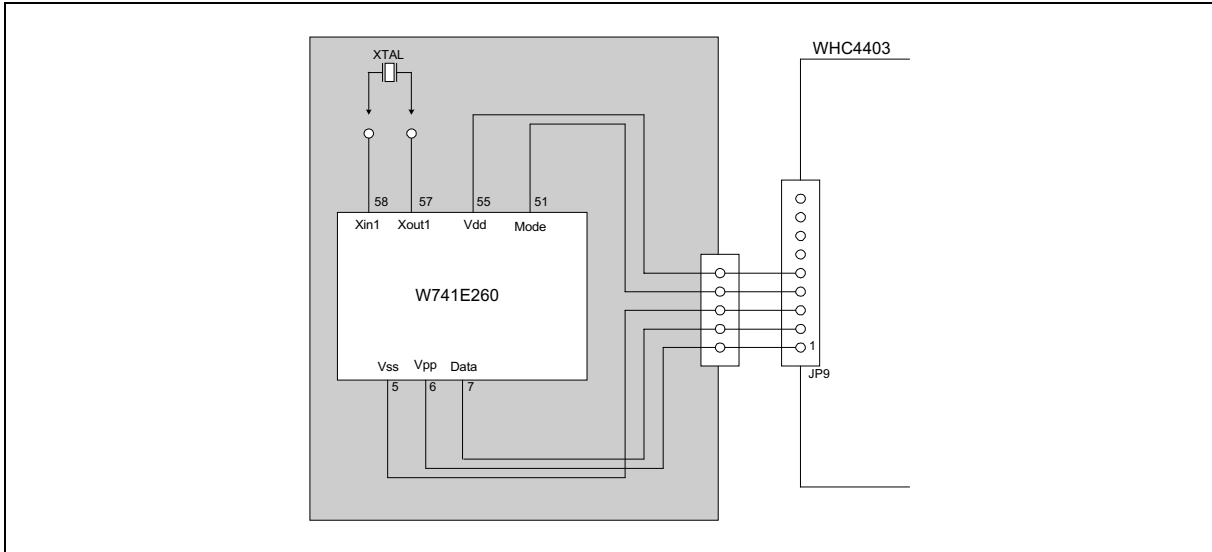 WHC4403
XTAL
58 57 55 51
Xin1 Xout1 Vdd Mode
W741E260
1
Vss Vpp Data
JP9
5 6 7